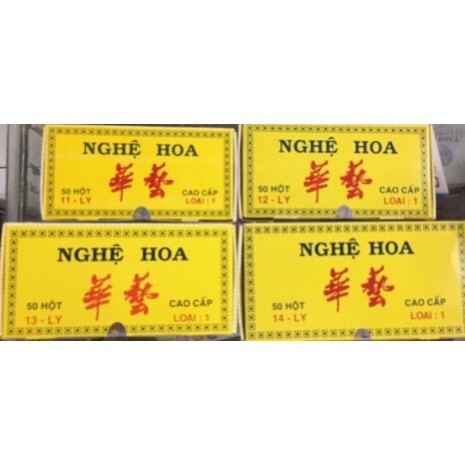 NGHỆ HOA
華藝
50 HỘT CAO CẤP
11 - LY LOẠI : 1
NGHỆ HOA
華藝
50 HỘT CAO CẤP
12 - LY LOẠI : 1
NGHỆ HOA
華藝
50 HỘT CAO CẤP
13 - LY LOẠI : 1
NGHỆ HOA
華藝
50 HỘT CAO CẤP
14 - LY LOẠI : 1